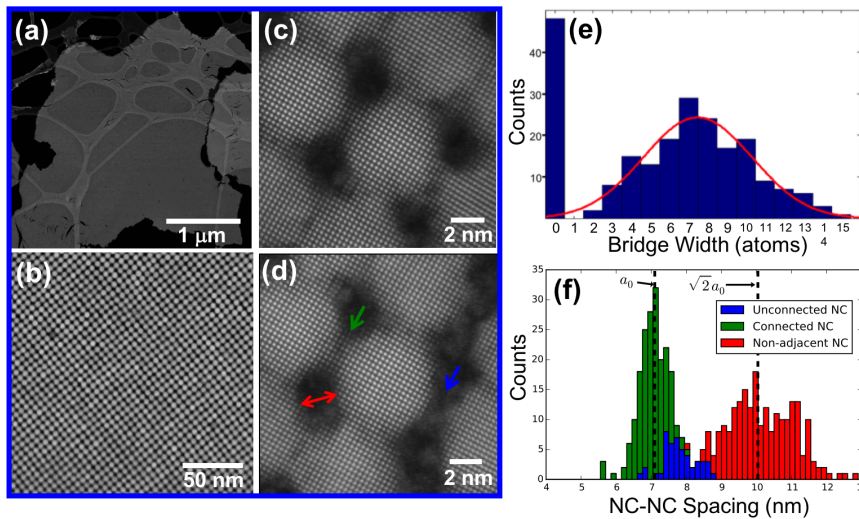 (a)
1 μm
(b)
50 nm
(c)
2 nm
(d)
2 nm
(e)
Counts
40
30
20
10
0 1 2 3 4 5 6 7 8 9 10 11 12 13 4 15
Bridge Width (atoms)
(f)
a₀
√2 a₀
Unconnected NC
Connected NC
Non-adjacent NC
Counts
35
30
25
20
15
10
5
0
4 5 6 7 8 9 10 11 12 13
NC-NC Spacing (nm)